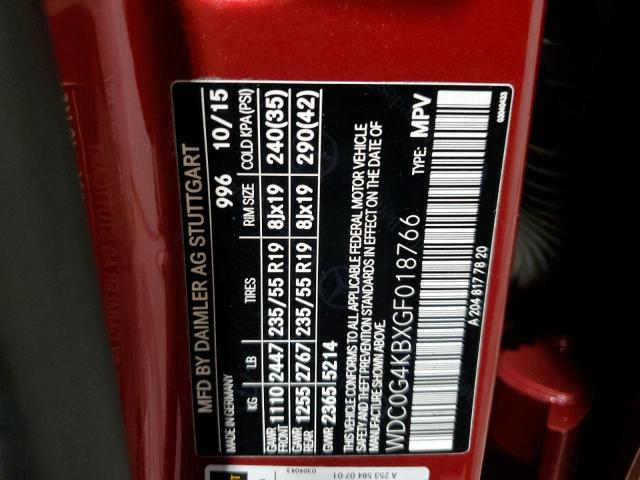 MFD BY DAIMLER AG STUTTGART
MADE IN GERMANY 996 10/15
KG LB TIRES RIM SIZE COLD KPA(PSI)
GAWR FRONT 1110 2447 235/55 R19 8Jx19 240(35)
GAWR REAR 1255 2767 235/55 R19 8Jx19 290(42)
GVWR 2365 5214
THIS VEHICLE CONFORMS TO ALL APPLICABLE FEDERAL MOTOR VEHICLE
SAFETY AND THEFT PREVENTION STANDARDS IN EFFECT ON THE DATE OF
MANUFACTURE SHOWN ABOVE.
WDC0G4KBXGF018766 TYPE: MPV
A 204 817 78 20
0304043
A 253 584 07 01